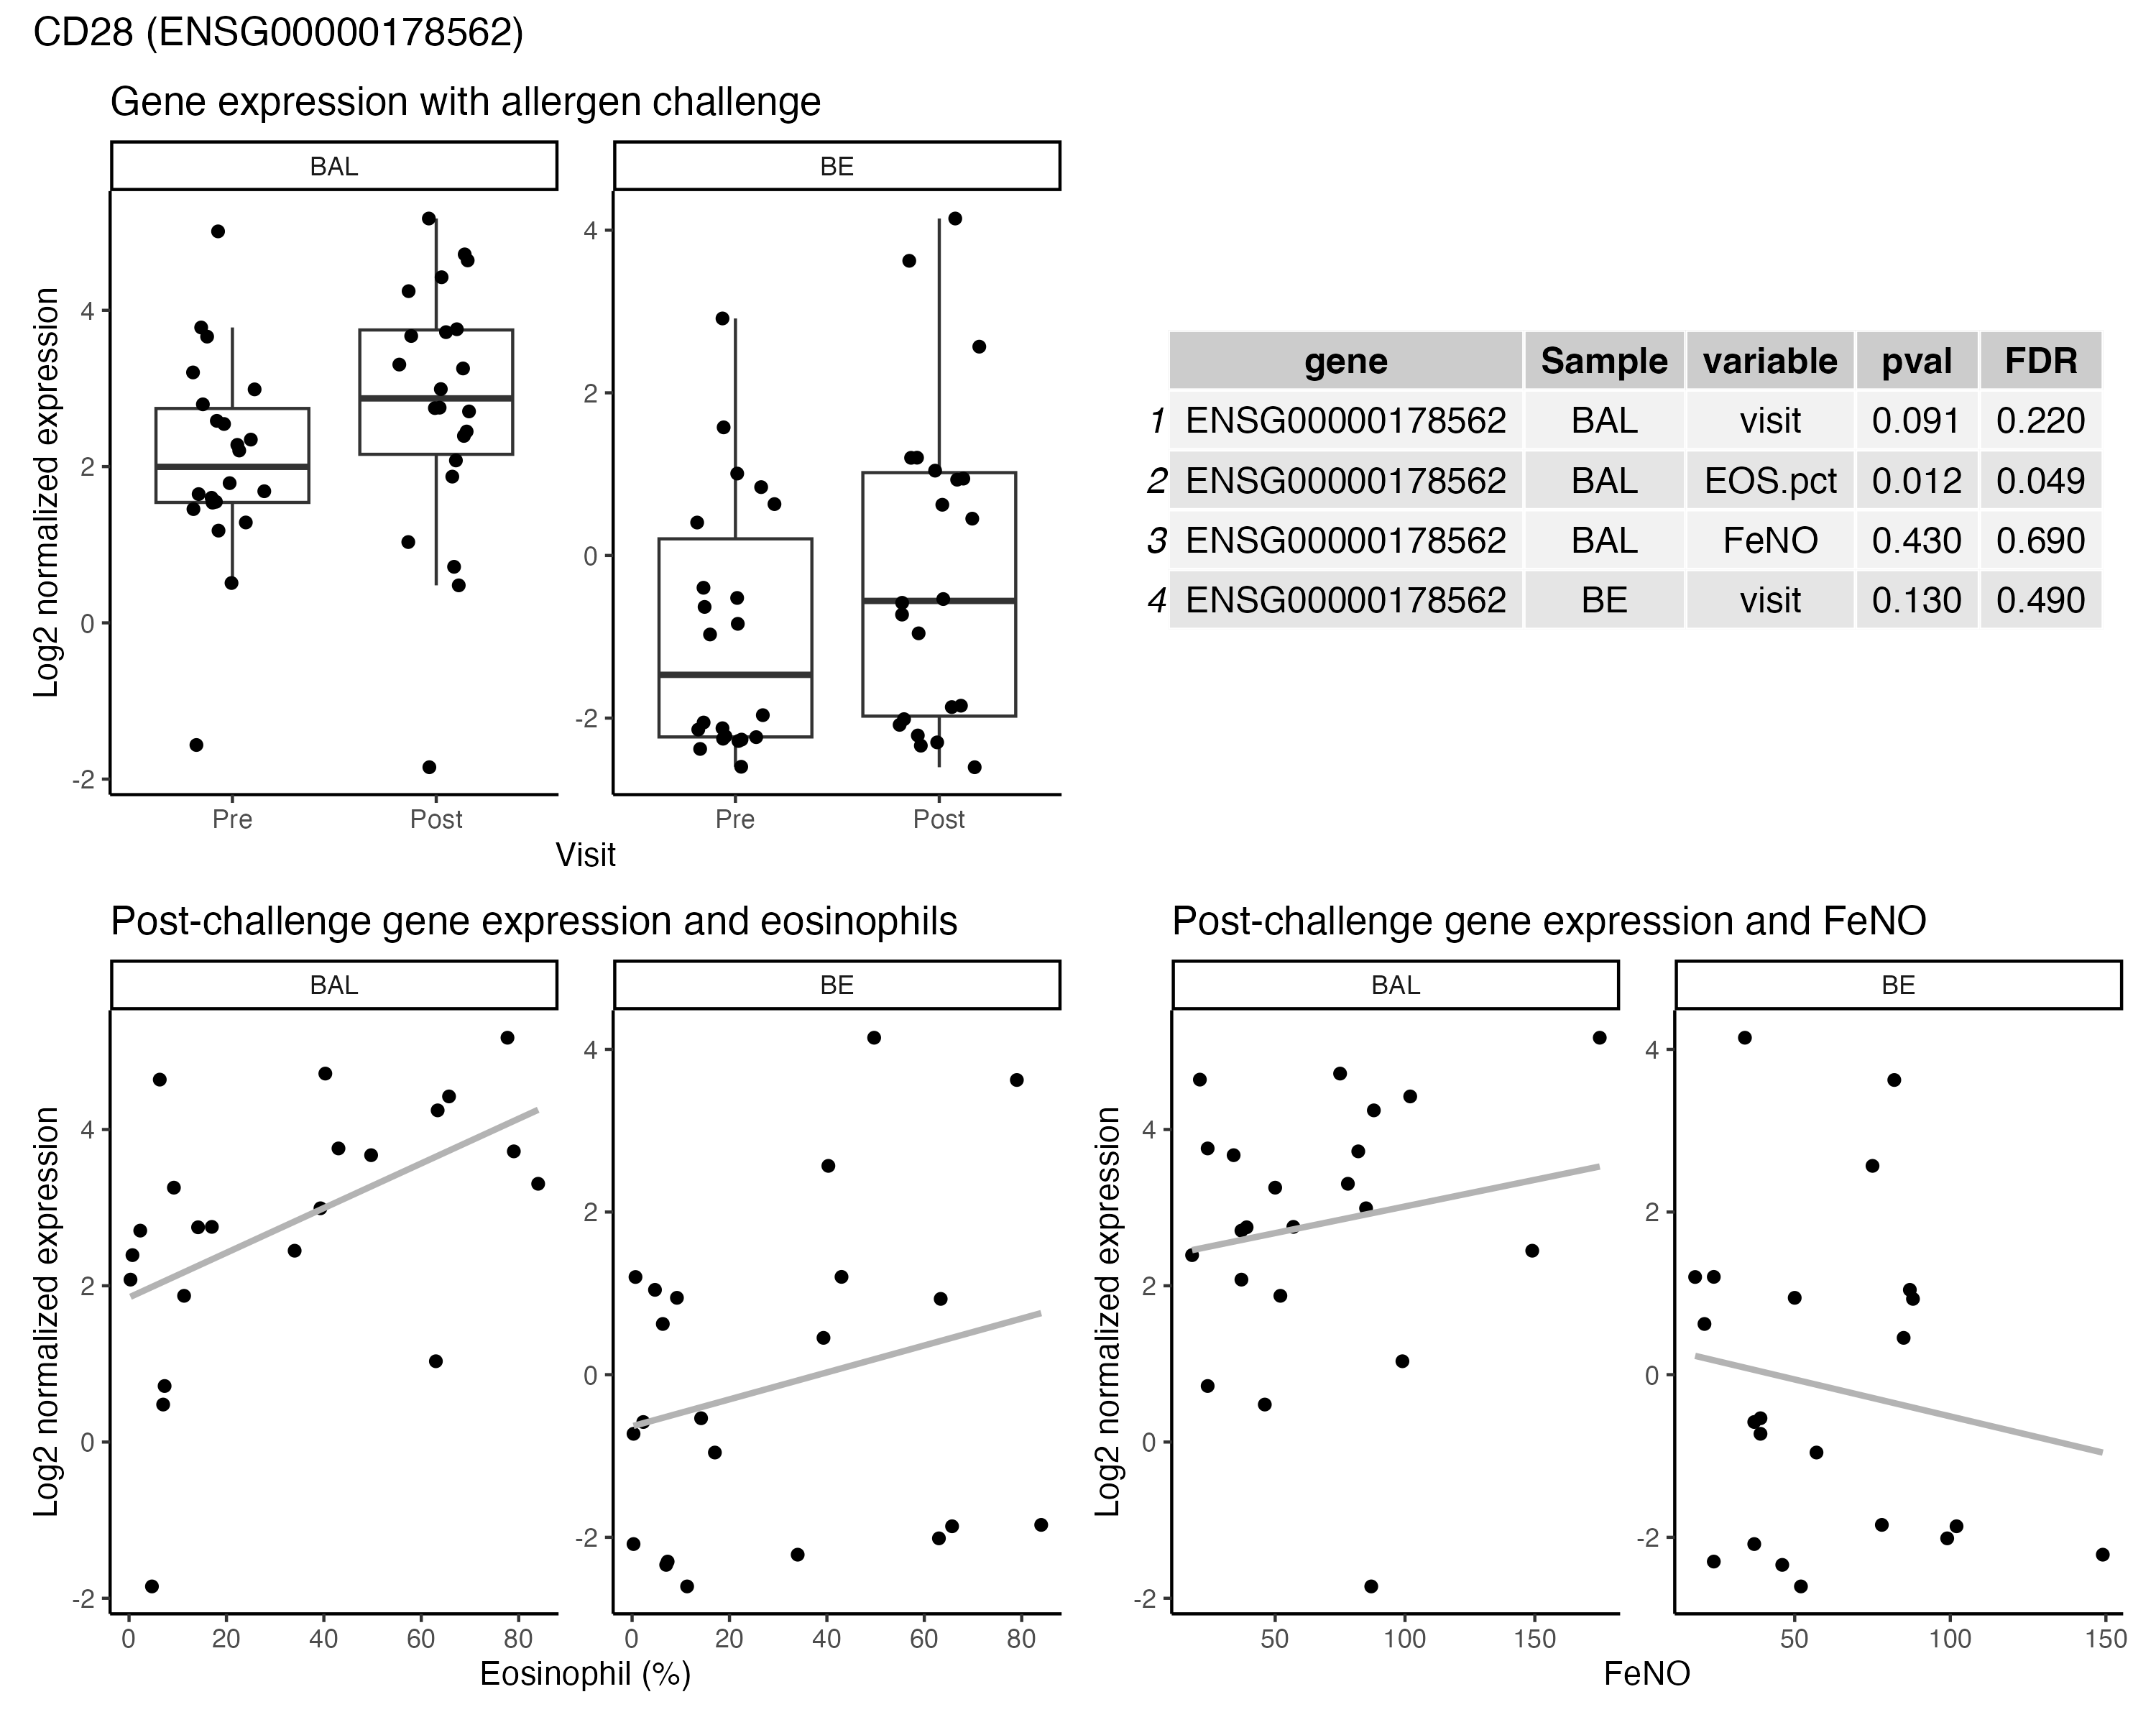 CD28 (ENSG00000178562)
Gene expression with allergen challenge
BAL
BE
Log2 normalized expression
4
2
0
-2
4
2
0
-2
Pre
Post
Pre
Post
Visit
gene Sample variable pval FDR
1 ENSG00000178562 BAL visit 0.091 0.220
2 ENSG00000178562 BAL EOS.pct 0.012 0.049
3 ENSG00000178562 BAL FeNO 0.430 0.690
4 ENSG00000178562 BE visit 0.130 0.490
Post-challenge gene expression and eosinophils
BAL
BE
Log2 normalized expression
4
2
0
-2
4
2
0
-2
0 20 40 60 80
0 20 40 60 80
Eosinophil (%)
Post-challenge gene expression and FeNO
BAL
BE
Log2 normalized expression
4
2
0
-2
4
2
0
-2
50 100 150
50 100 150
FeNO